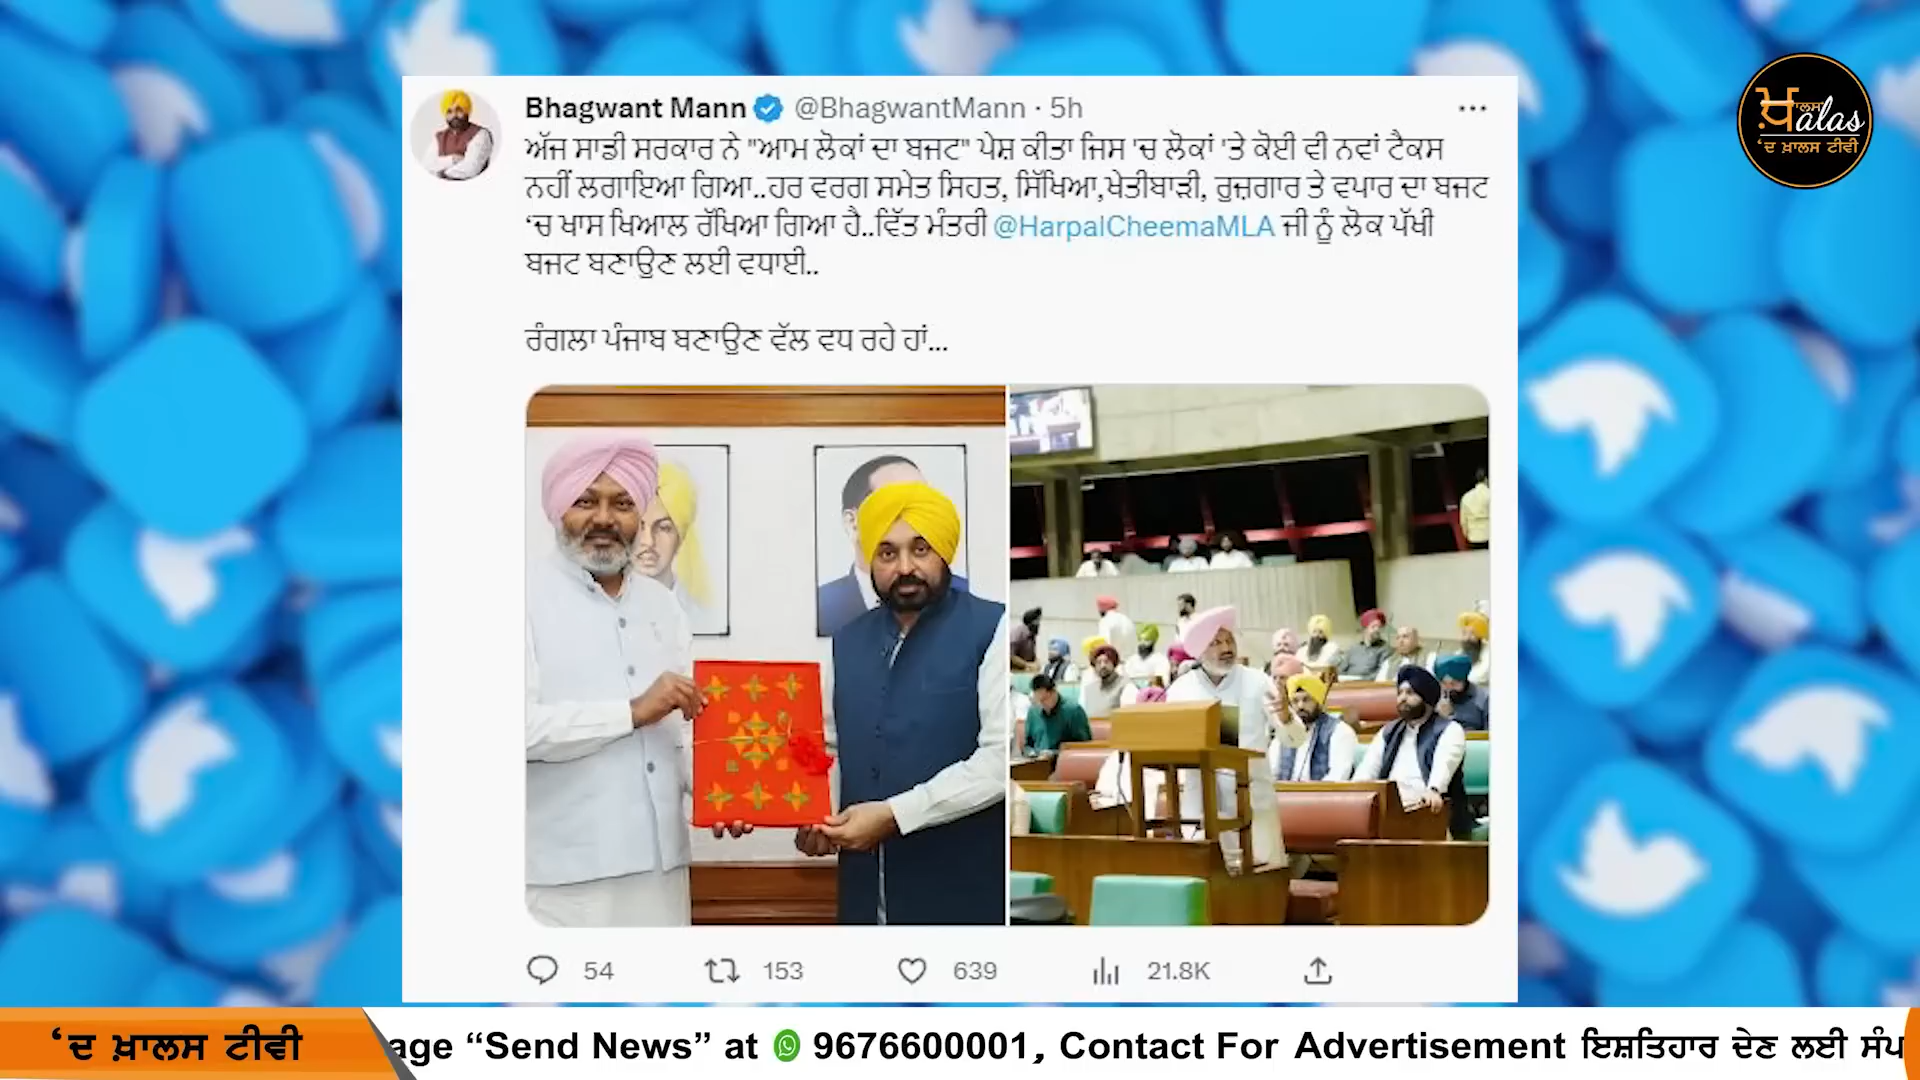 Bhagwant Mann @BhagwantMann · 5h
ਅੱਜ ਸਾਡੀ ਸਰਕਾਰ ਨੇ "ਆਮ ਲੋਕਾਂ ਦਾ ਬਜਟ" ਪੇਸ਼ ਕੀਤਾ ਜਿਸ 'ਚ ਲੋਕਾਂ 'ਤੇ ਕੋਈ ਵੀ ਨਵਾਂ ਟੈਕਸ
ਨਹੀਂ ਲਗਾਇਆ ਗਿਆ..ਹਰ ਵਰਗ ਸਮੇਤ ਸਿਹਤ, ਸਿੱਖਿਆ,ਖੇਤੀਬਾੜੀ, ਰੁਜ਼ਗਾਰ ਤੇ ਵਪਾਰ ਦਾ ਬਜਟ
‘ਚ ਖਾਸ ਖਿਆਲ ਰੱਖਿਆ ਗਿਆ ਹੈ..ਵਿੱਤ ਮੰਤਰੀ @HarpalCheemaMLA ਜੀ ਨੂੰ ਲੋਕ ਪੱਖੀ
ਬਜਟ ਬਣਾਉਣ ਲਈ ਵਧਾਈ..
ਰੰਗਲਾ ਪੰਜਾਬ ਬਣਾਉਣ ਵੱਲ ਵਧ ਰਹੇ ਹਾਂ...
54 153 639 21.8K
ਖ਼ਾਲਸ alas
‘ਦ ਖ਼ਾਲਸ ਟੀਵੀ
‘ਦ ਖ਼ਾਲਸ ਟੀਵੀ
age “Send News” at 9676600001, Contact For Advertisement ਇਸ਼ਤਿਹਾਰ ਦੇਣ ਲਈ ਸੰਪ